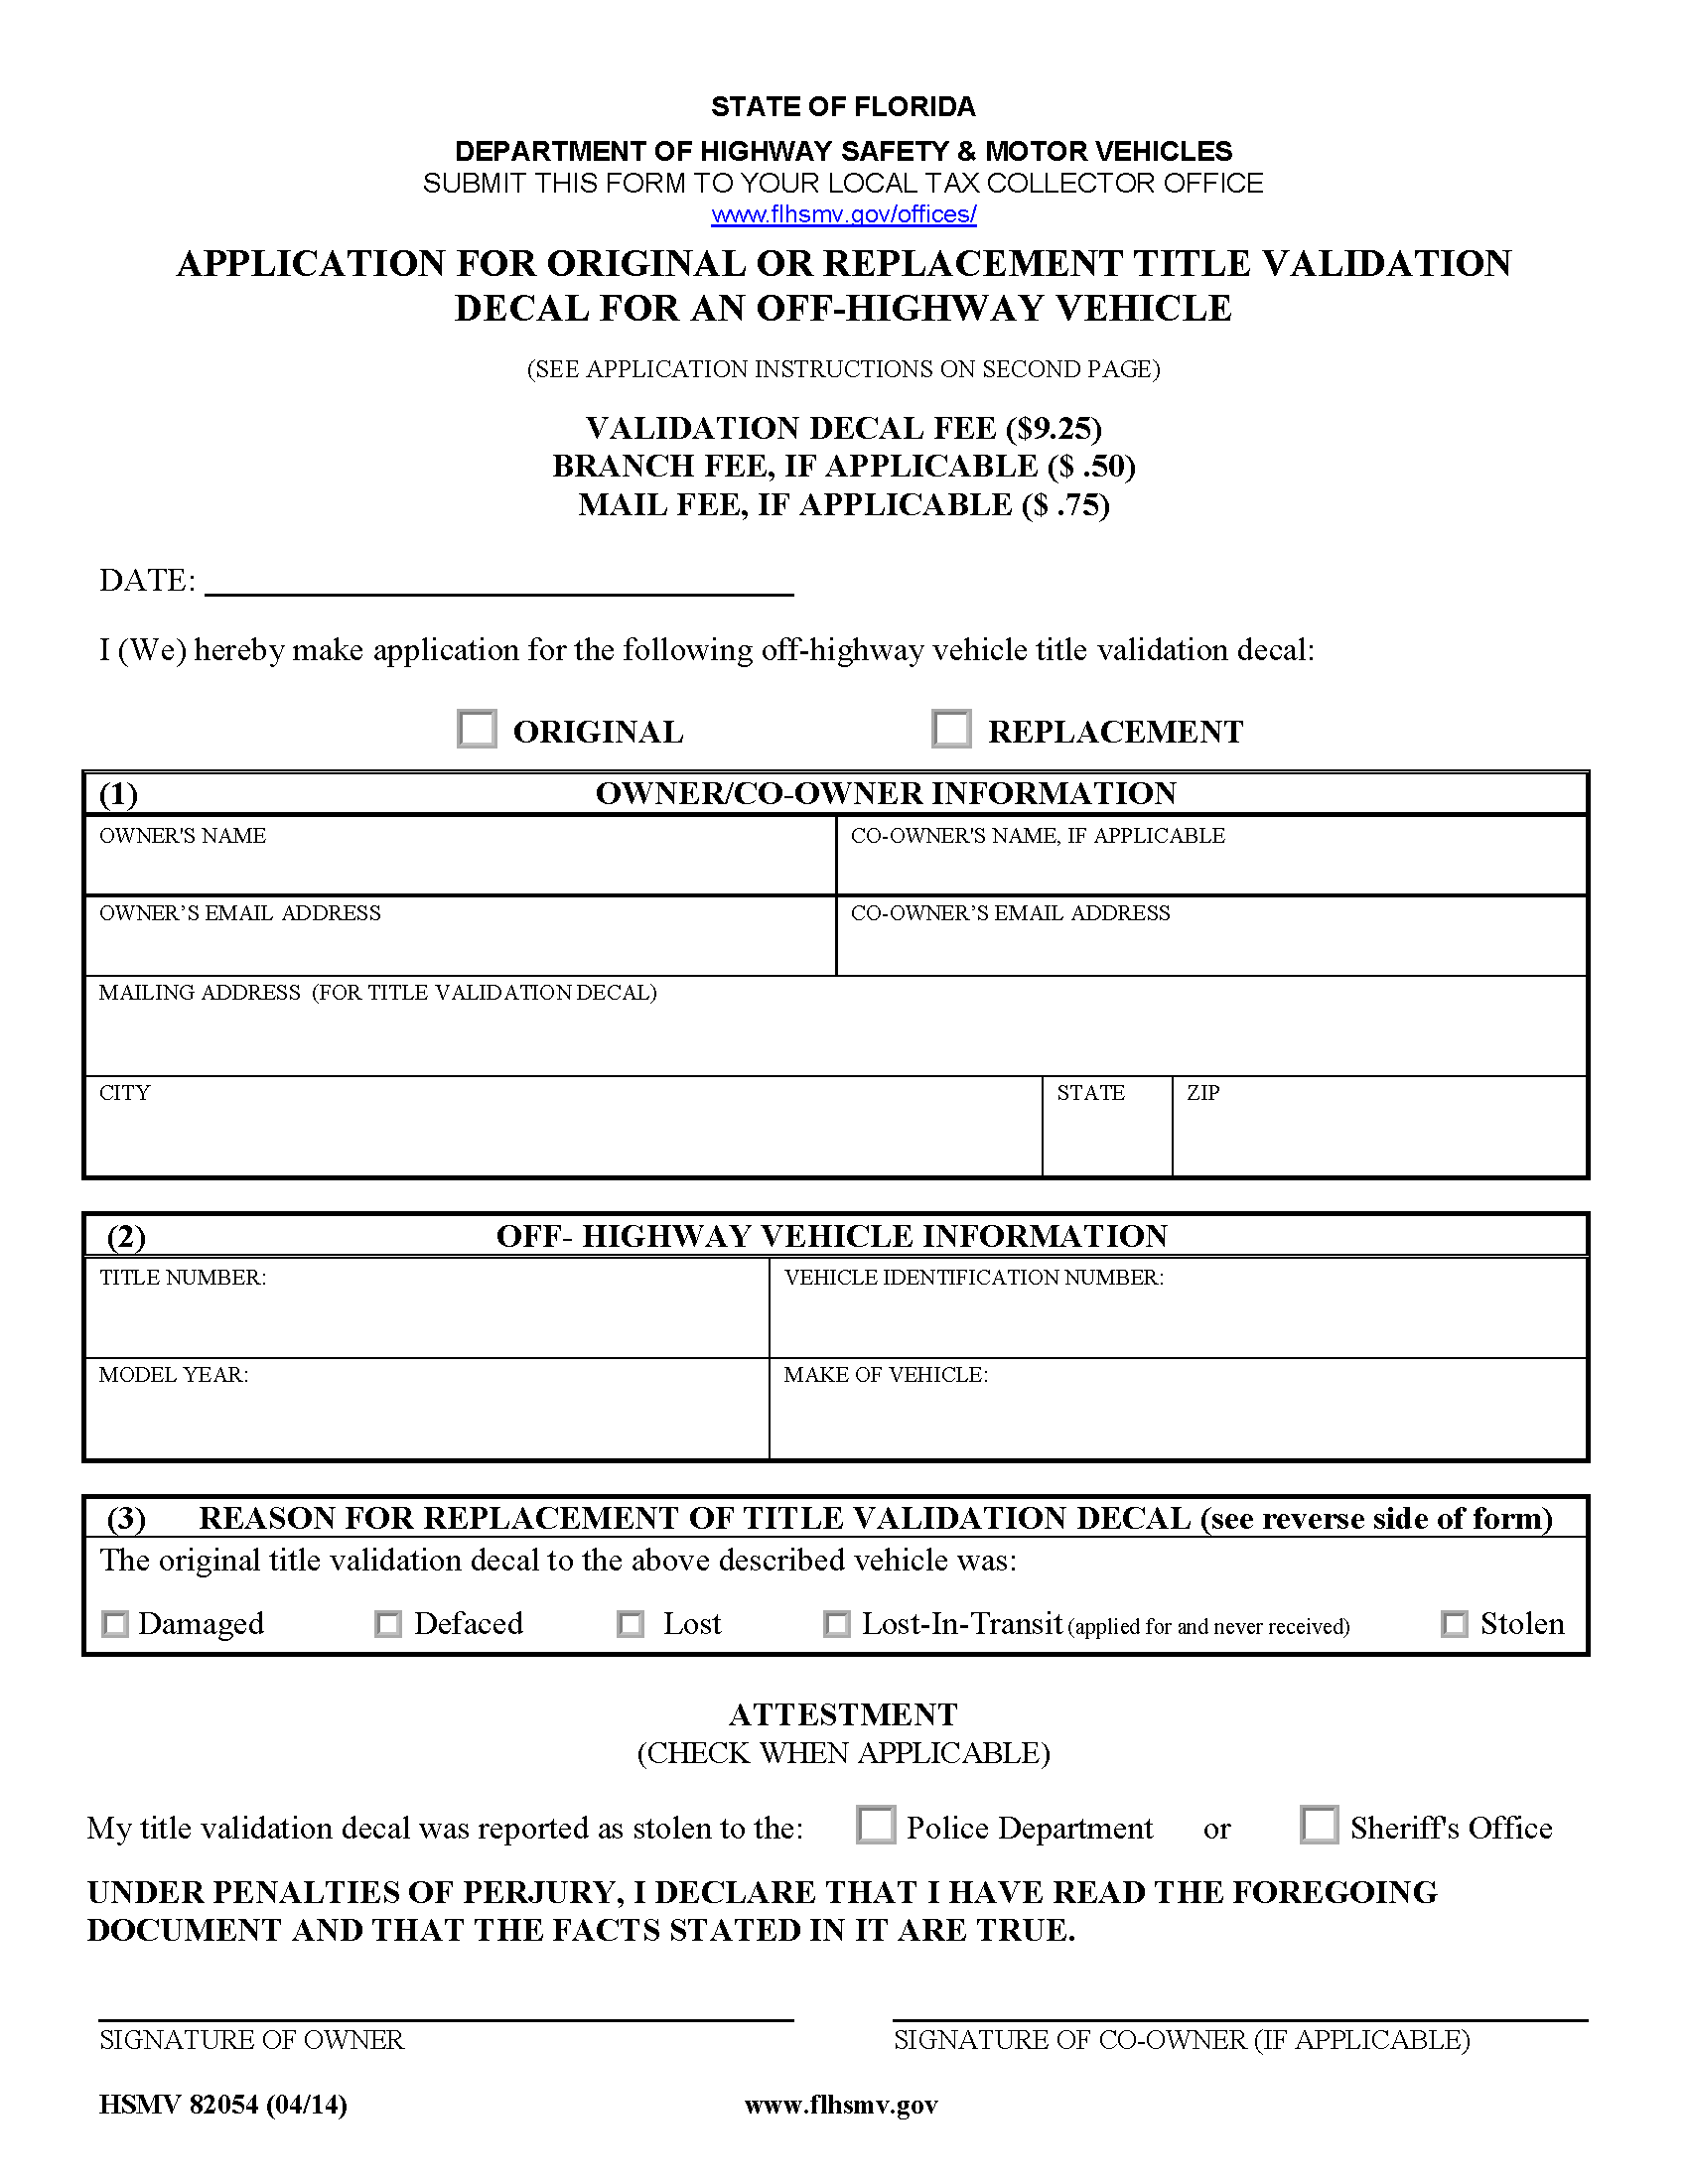 STATE OF FLORIDA
DEPARTMENT OF HIGHWAY SAFETY & MOTOR VEHICLES
SUBMIT THIS FORM TO YOUR LOCAL TAX COLLECTOR OFFICE
www.flhsmv.gov/offices/
APPLICATION FOR ORIGINAL OR REPLACEMENT TITLE VALIDATION
DECAL FOR AN OFF-HIGHWAY VEHICLE
(SEE APPLICATION INSTRUCTIONS ON SECOND PAGE)
VALIDATION DECAL FEE ($9.25)
BRANCH FEE, IF APPLICABLE ($ .50)
MAIL FEE, IF APPLICABLE ($ .75)
DATE:
I (We) hereby make application for the following off-highway vehicle title validation decal:
ORIGINAL REPLACEMENT
(1) OWNER/CO-OWNER INFORMATION
OWNER'S NAME CO-OWNER'S NAME, IF APPLICABLE
OWNER’S EMAIL ADDRESS CO-OWNER’S EMAIL ADDRESS
MAILING ADDRESS (FOR TITLE VALIDATION DECAL)
CITY STATE ZIP
(2) OFF- HIGHWAY VEHICLE INFORMATION
TITLE NUMBER: VEHICLE IDENTIFICATION NUMBER:
MODEL YEAR: MAKE OF VEHICLE:
(3) REASON FOR REPLACEMENT OF TITLE VALIDATION DECAL (see reverse side of form)
The original title validation decal to the above described vehicle was:
Damaged Defaced Lost Lost-In-Transit (applied for and never received) Stolen
ATTESTMENT
(CHECK WHEN APPLICABLE)
My title validation decal was reported as stolen to the: Police Department or Sheriff's Office
UNDER PENALTIES OF PERJURY, I DECLARE THAT I HAVE READ THE FOREGOING
DOCUMENT AND THAT THE FACTS STATED IN IT ARE TRUE.
SIGNATURE OF OWNER SIGNATURE OF CO-OWNER (IF APPLICABLE)
HSMV 82054 (04/14) www.flhsmv.gov